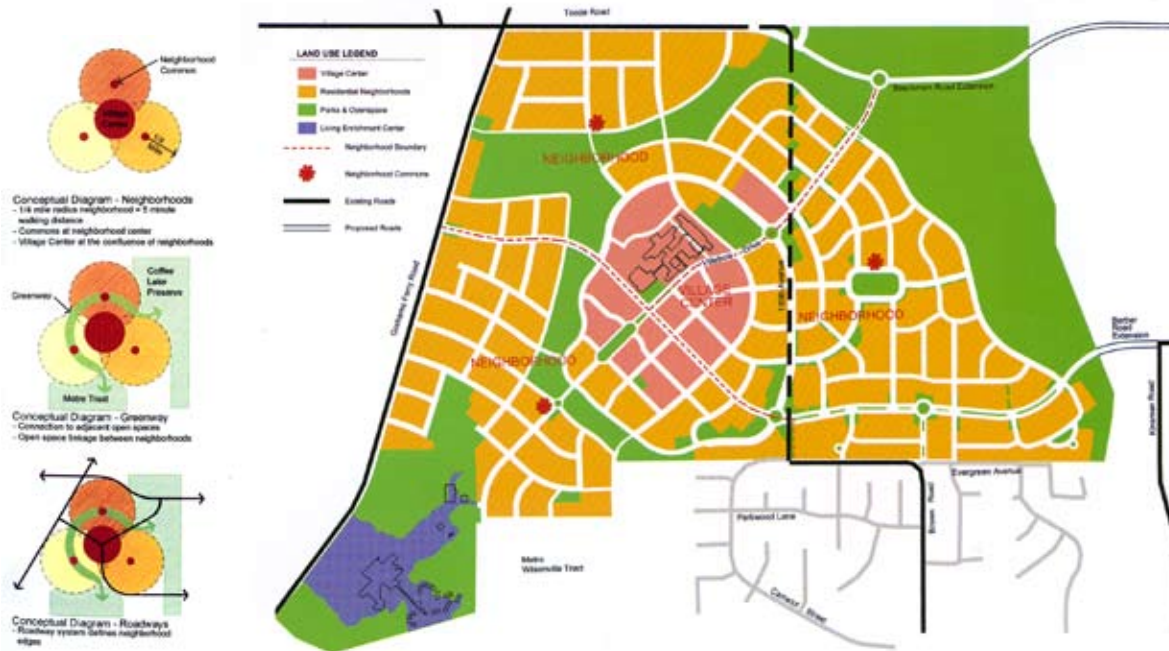 Neighborhood
Common
Village
Center
1/4
Mile
Conceptual Diagram - Neighborhoods
- 1/4 mile radius neighborhood = 5 minute
walking distance
- Commons at neighborhood center
- Village Center at the confluence of neighborhoods
Coffee
Lake
Preserve
Greenway
Metro Tract
Conceptual Diagram - Greenway
- Connection to adjacent open spaces
- Open space linkage between neighborhoods
Conceptual Diagram - Roadways
- Roadway system defines neighborhood
edges
LAND USE LEGEND
Village Center
Residential Neighborhoods
Parks & Openspace
Living Enrichment Center
Neighborhood Boundary
Neighborhood Commons
Existing Roads
Proposed Roads
Tooze Road
Boeckman Road Extension
NEIGHBORHOOD
Grahams Ferry Road
110th Avenue
VILLAGE
CENTER
NEIGHBORHOOD
NEIGHBORHOOD
Barber
Road
Extension
Kinsman Road
Evergreen Avenue
Brown Road
Parkwood Lane
Street
Metro
Wilsonville Tract